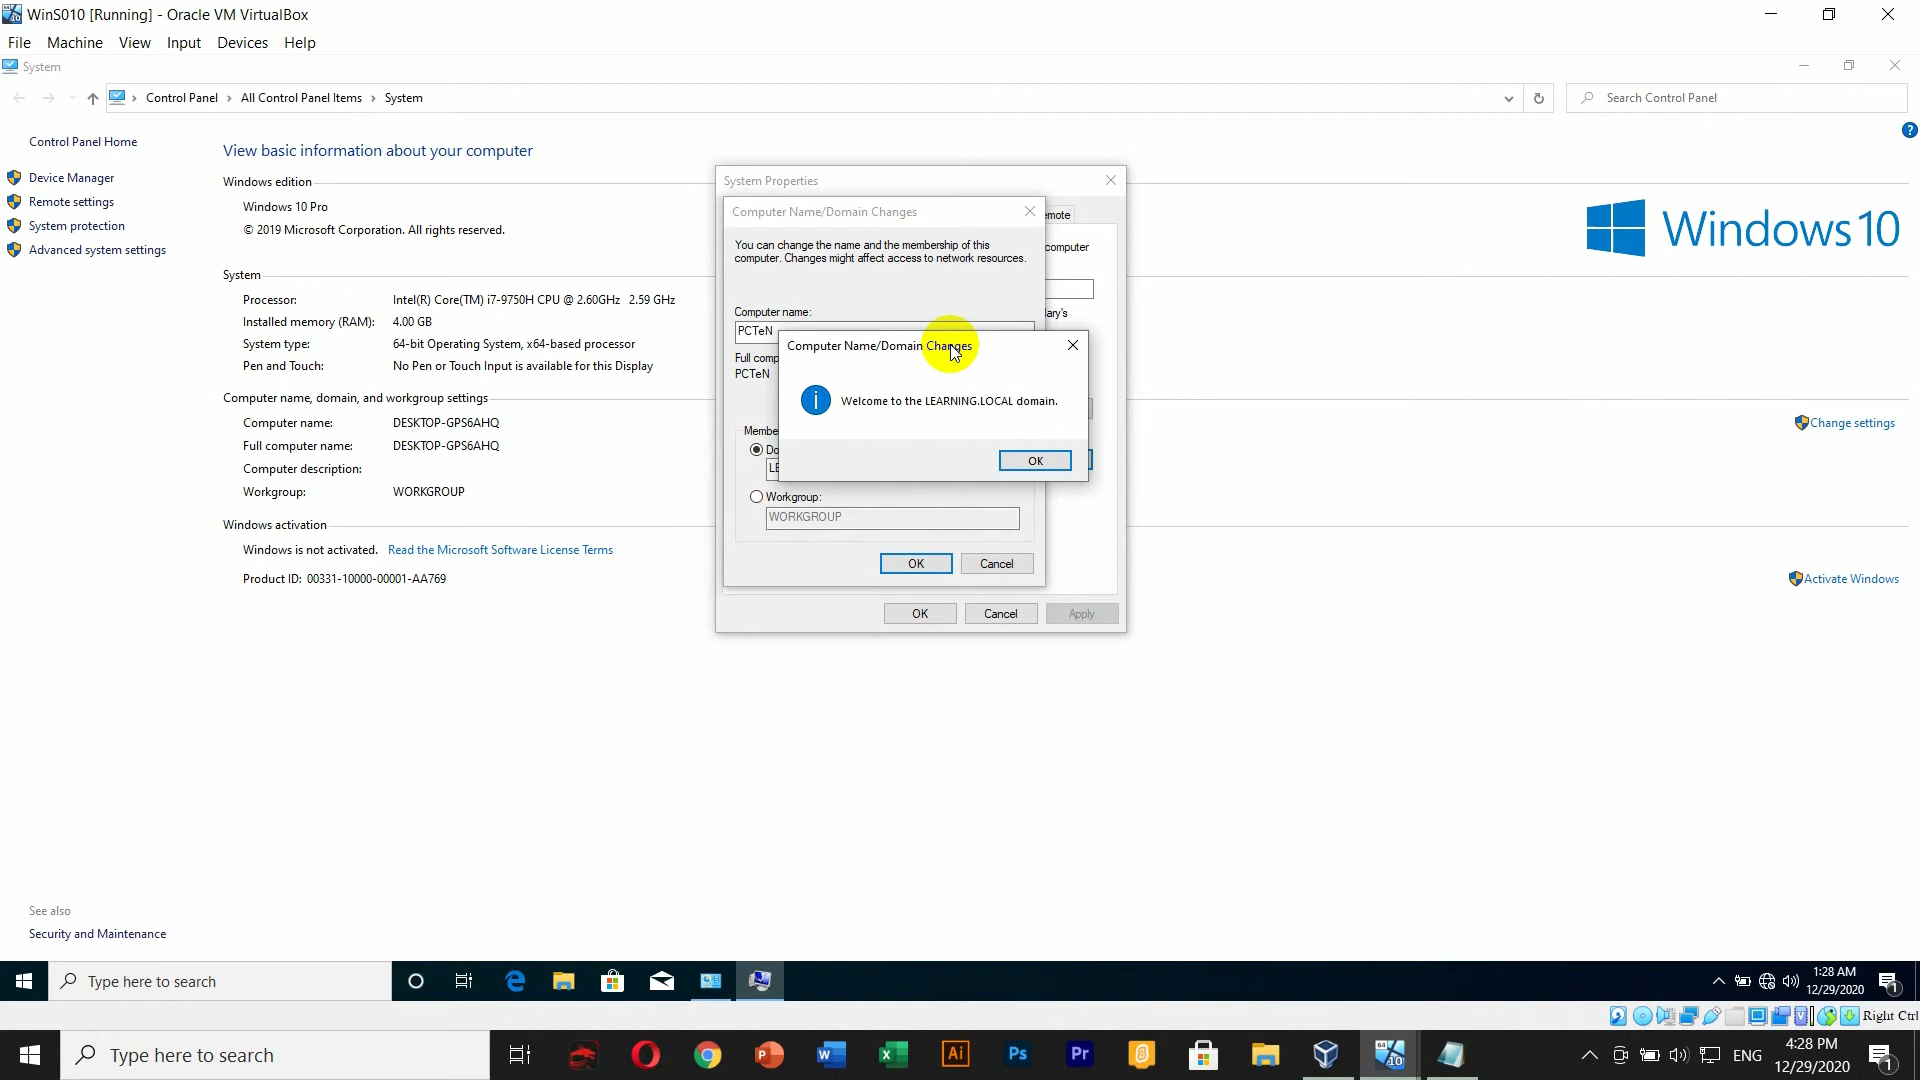 WinS010 [Running] - Oracle VM VirtualBox
File Machine View Input Devices Help
System
Control Panel › All Control Panel Items › System
Search Control Panel
Control Panel Home
Device Manager
Remote settings
System protection
Advanced system settings
View basic information about your computer
Windows edition
Windows 10 Pro
© 2019 Microsoft Corporation. All rights reserved.
Windows 10
System
Processor: Intel(R) Core(TM) i7-9750H CPU @ 2.60GHz 2.59 GHz
Installed memory (RAM): 4.00 GB
System type: 64-bit Operating System, x64-based processor
Pen and Touch: No Pen or Touch Input is available for this Display
Computer name, domain, and workgroup settings
Computer name: DESKTOP-GPS6AHQ
Full computer name: DESKTOP-GPS6AHQ
Computer description:
Workgroup: WORKGROUP
Change settings
Windows activation
Windows is not activated. Read the Microsoft Software License Terms
Product ID: 00331-10000-00001-AA769
Activate Windows
System Properties
emote
computer
ary's
Computer Name/Domain Changes
You can change the name and the membership of this
computer. Changes might affect access to network resources.
Computer name:
PCTeN
Full comp
PCTeN
Membe
Do
LE
Workgroup:
WORKGROUP
OK Cancel
Computer Name/Domain Changes
Welcome to the LEARNING.LOCAL domain.
OK
OK Cancel Apply
See also
Security and Maintenance
Type here to search
1:28 AM
12/29/2020
1
Right Ctrl
Type here to search
Ai
Ps
Pr
64
10
ENG
4:28 PM
12/29/2020
1